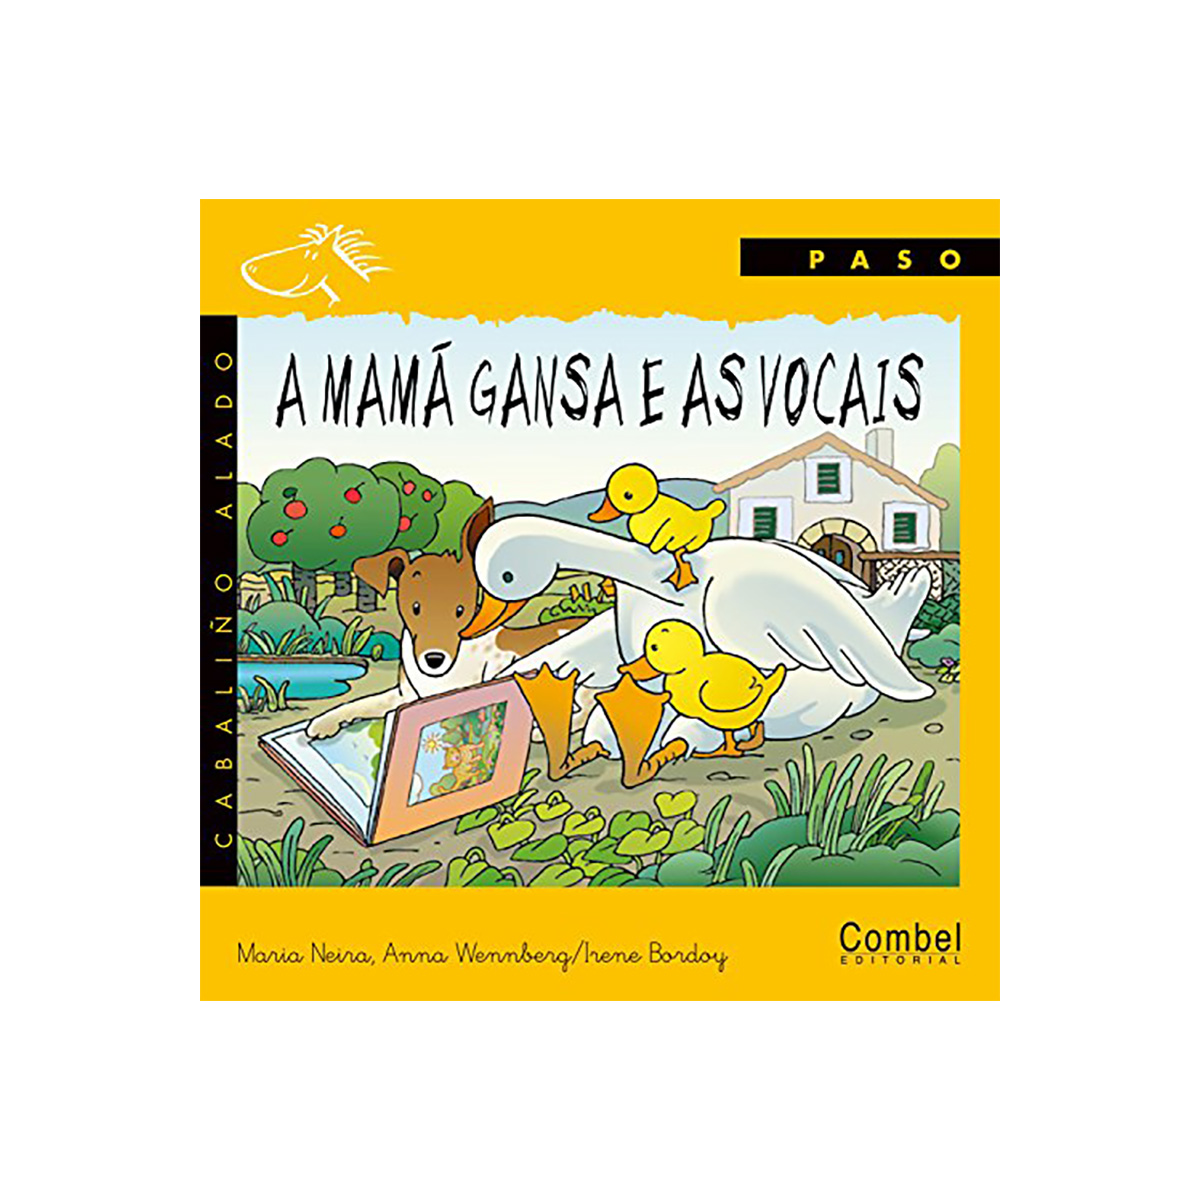 PASO
CABALIÑO ALADO
A MAMÁ GANSA E AS VOCAIS
Maria Neira, Anna Wennberg/Irene Bordoy
Combel
EDITORIAL